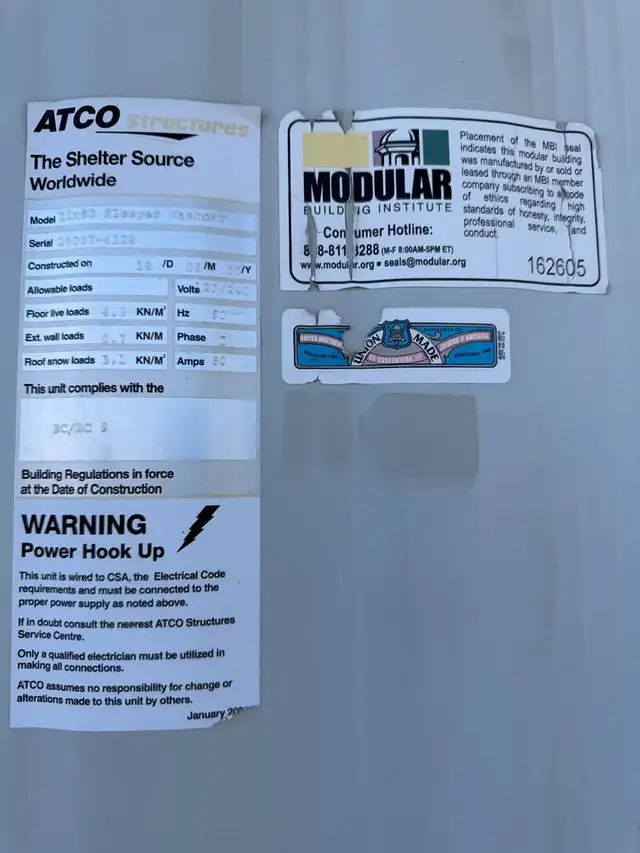 ATCO Structures
The Shelter Source
Worldwide
Model Sleeper
Serial
Constructed on /D /M /Y
Allowable loads Volts
Floor live loads KN/M² Hz
Ext. wall loads KN/M Phase
Roof snow loads 3.1 KN/M Amps 60
This unit complies with the
Building Regulations in force
at the Date of Construction
WARNING
Power Hook Up
This unit is wired to CSA, the Electrical Code
requirements and must be connected to the
proper power supply as noted above.
If in doubt consult the nearest ATCO Structures
Service Centre.
Only a qualified electrician must be utilized in
making all connections.
ATCO assumes no responsibility for change or
alterations made to this unit by others.
January
MODULAR
BUILDING INSTITUTE
Consumer Hotline:
(M-F 8:00AM-5PM ET)
www.modular.org ▪ seals@modular.org
Placement of the MBI seal
indicates this modular building
was manufactured by or sold or
leased through an MBI member
company subscribing to a code
of ethics regarding high
standards of honesty, integrity,
professional service, and
conduct.
162605
UNION MADE